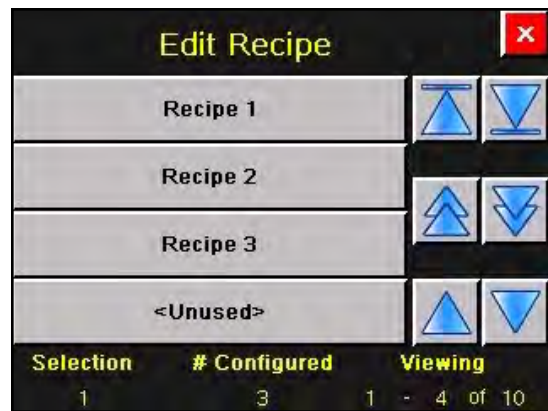 Edit Recipe
Recipe 1
Recipe 2
Recipe 3
<Unused>
Selection # Configured Viewing
1 3 1 - 4 of 10